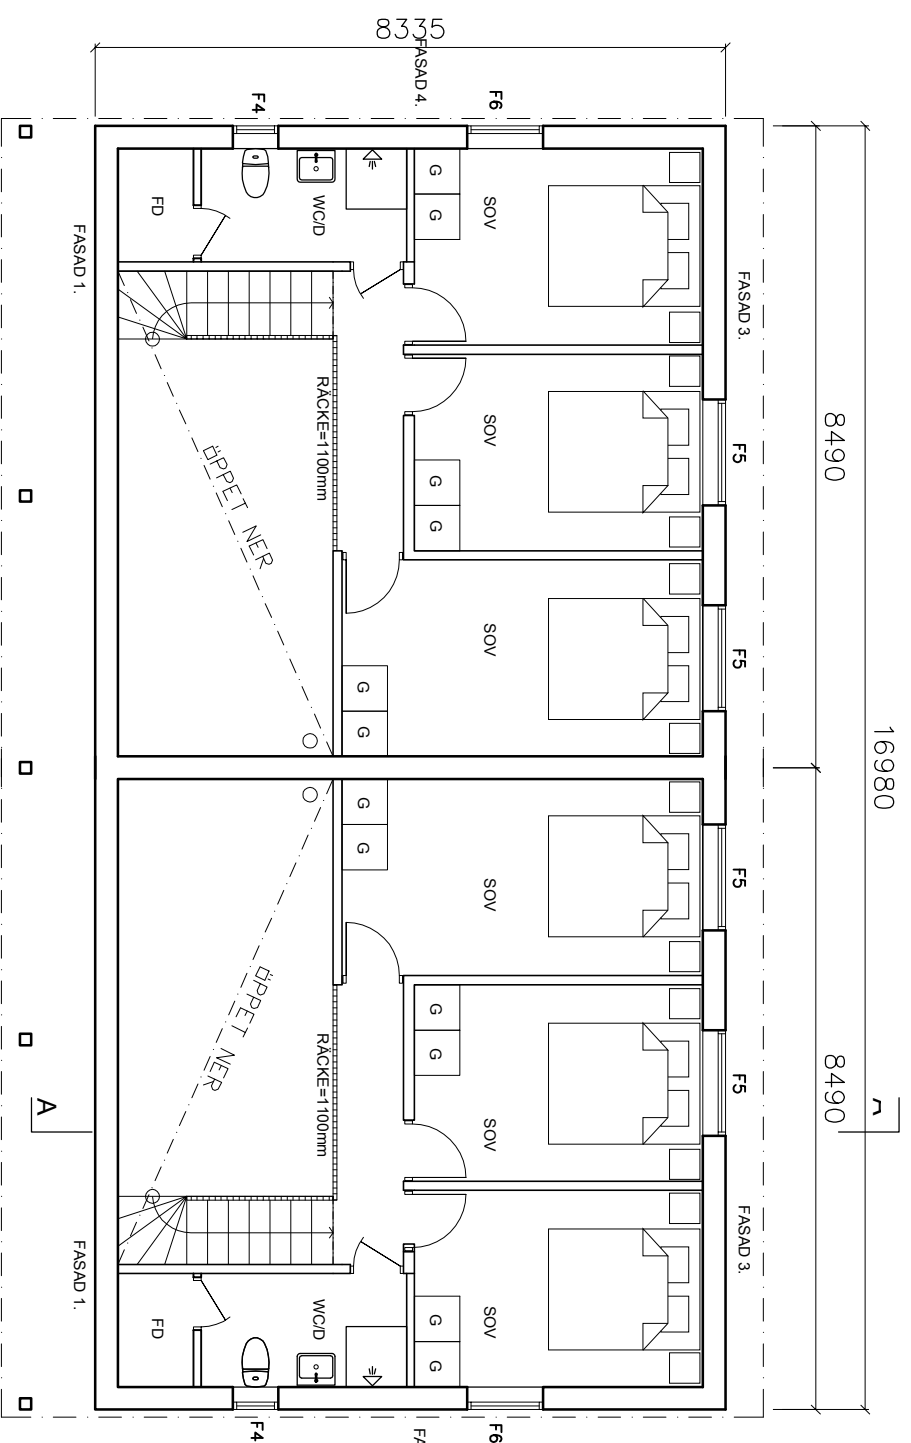 8335
FASAD 4.
F4
F6
FD
WC/D
G
G
SOV
FASAD 1.
FASAD 3.
RÄCKE=1100mm
ÖPPET NER
SOV
G
G
F5
8490
SOV
G
G
F5
16980
G
G
SOV
F5
ÖPPET NER
RÄCKE=1100mm
G
G
SOV
F5
8490
A
A
FASAD 1.
FASAD 3.
FD
WC/D
G
G
SOV
F4
FA
F6